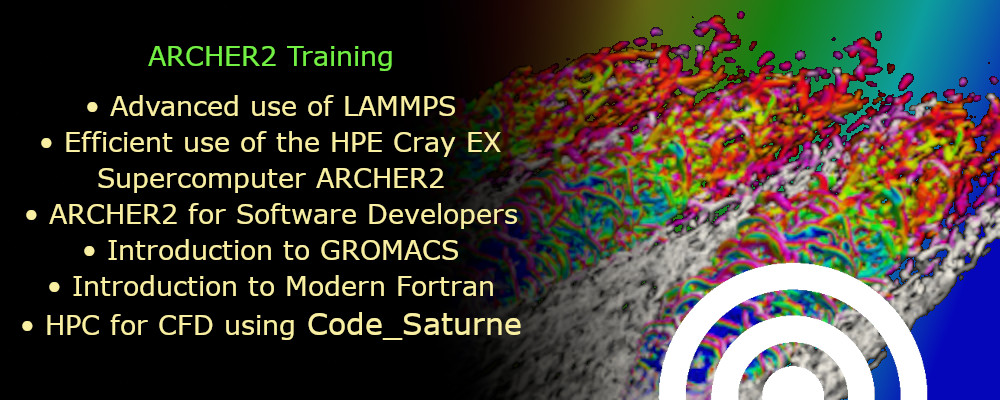 ARCHER2 Training
• Advanced use of LAMMPS
• Efficient use of the HPE Cray EX
Supercomputer ARCHER2
• ARCHER2 for Software Developers
• Introduction to GROMACS
• Introduction to Modern Fortran
• HPC for CFD using Code_Saturne